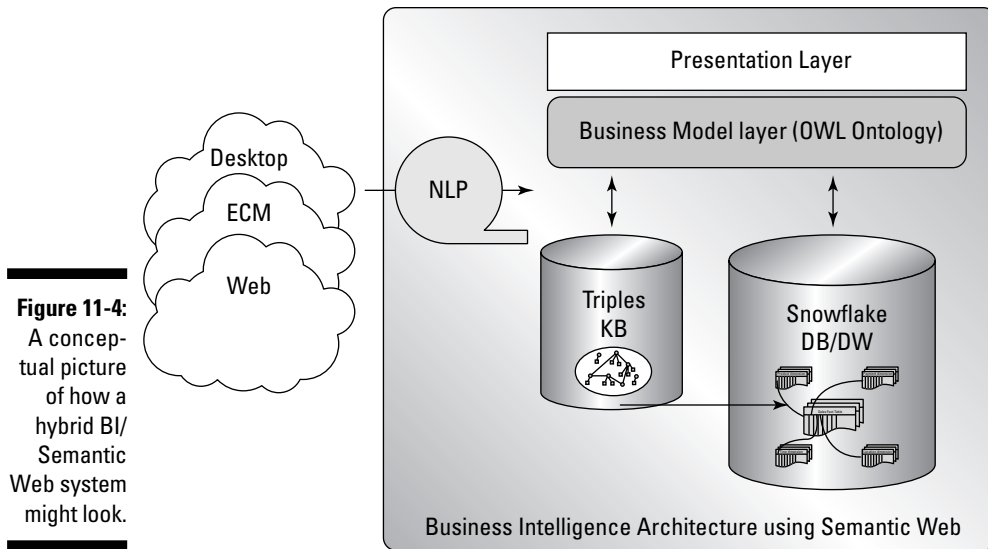 Presentation Layer
Business Model layer (OWL Ontology)
Desktop
ECM
Web
NLP
Triples
KB
Snowflake
DB/DW
Business Intelligence Architecture using Semantic Web
Figure 11-4:
A concep-
tual picture
of how a
hybrid BI/
Semantic
Web system
might look.